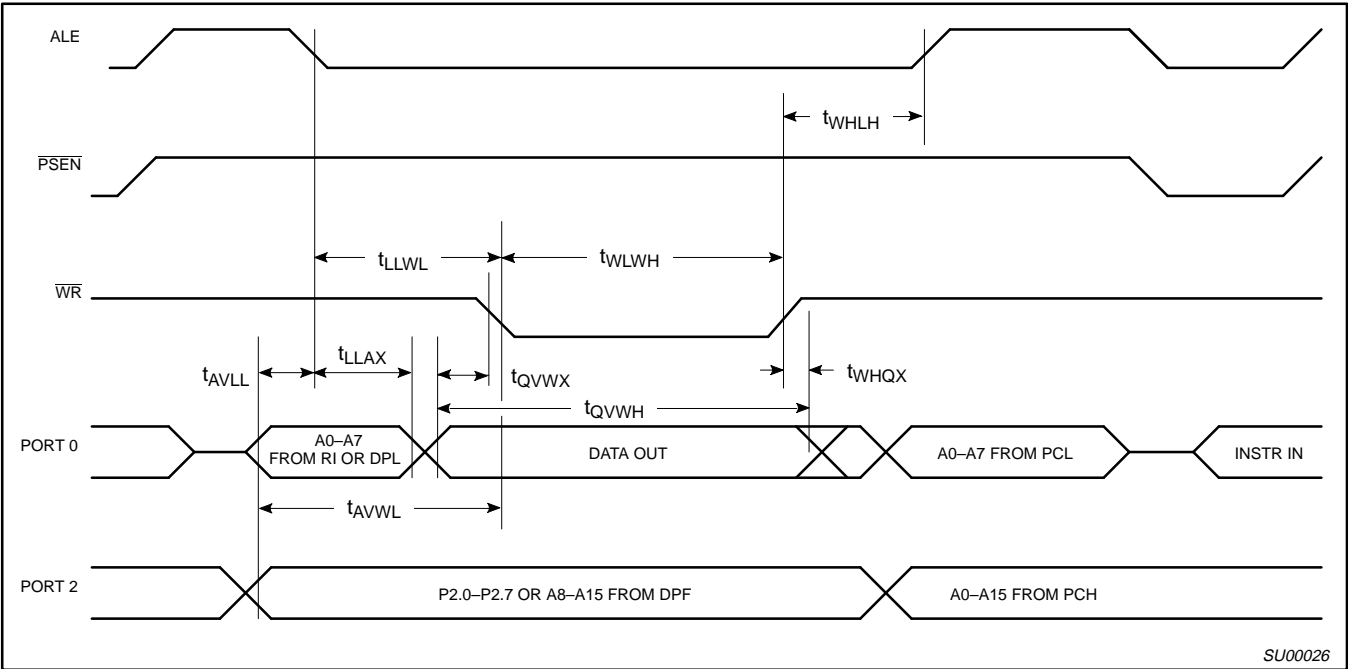 ALE
tWHLH
PSEN
tLLWL
tWLWH
WR
tAVLL
tLLAX
tQVWX
tWHQX
tQVWH
PORT 0
A0–A7
FROM RI OR DPL
DATA OUT
A0–A7 FROM PCL
INSTR IN
tAVWL
PORT 2
P2.0–P2.7 OR A8–A15 FROM DPF
A0–A15 FROM PCH
SU00026